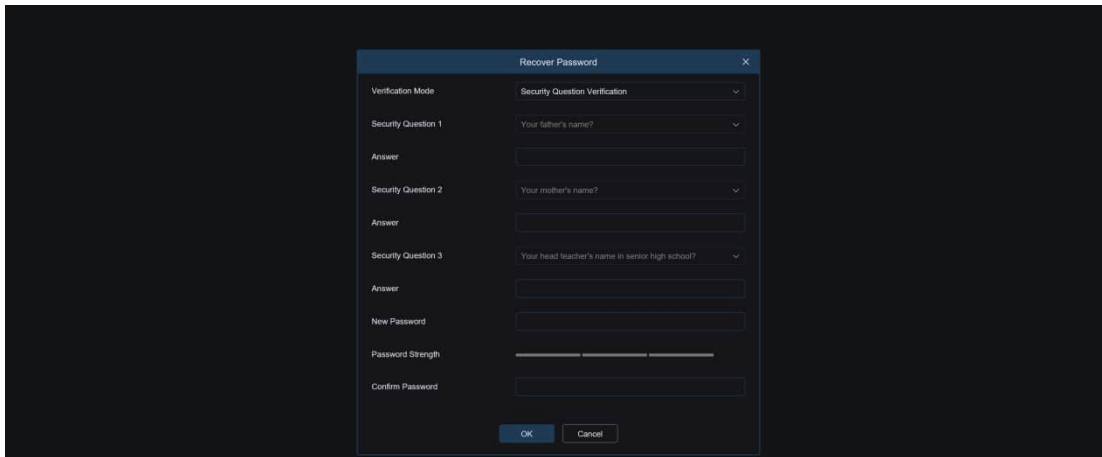 Recover Password
Verification Mode Security Question Verification
Security Question 1 Your father's name?
Answer
Security Question 2 Your mother's name?
Answer
Security Question 3 Your head teacher's name in senior high school?
Answer
New Password
Password Strength
Confirm Password
OK Cancel